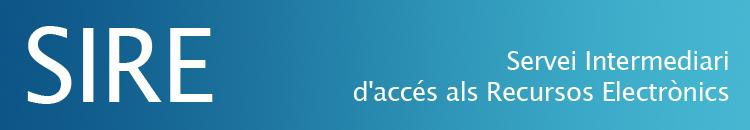 SIRE
Servei Intermediari
d'accés als Recursos Electrònics